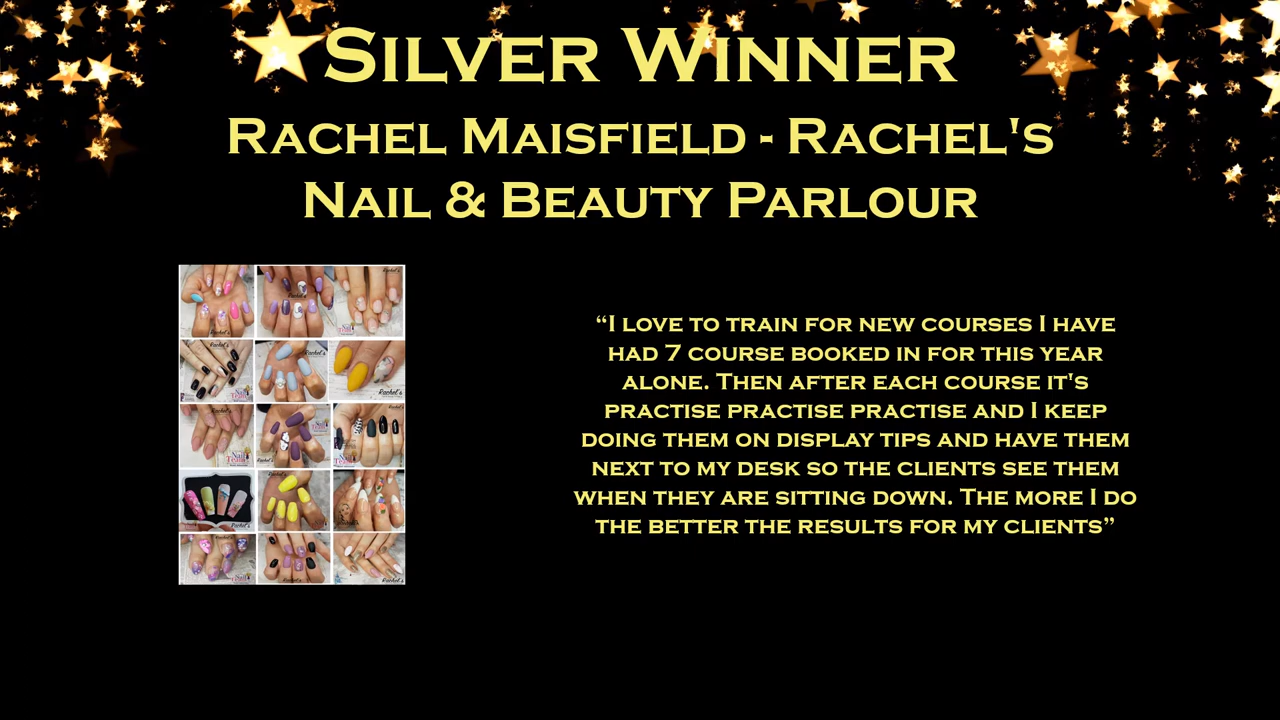 Silver Winner
Rachel Maisfield - Rachel's
Nail & Beauty Parlour
“I love to train for new courses I have
had 7 course booked in for this year
alone. Then after each course it's
practise practise practise and I keep
doing them on display tips and have them
next to my desk so the clients see them
when they are sitting down. The more I do
the better the results for my clients”